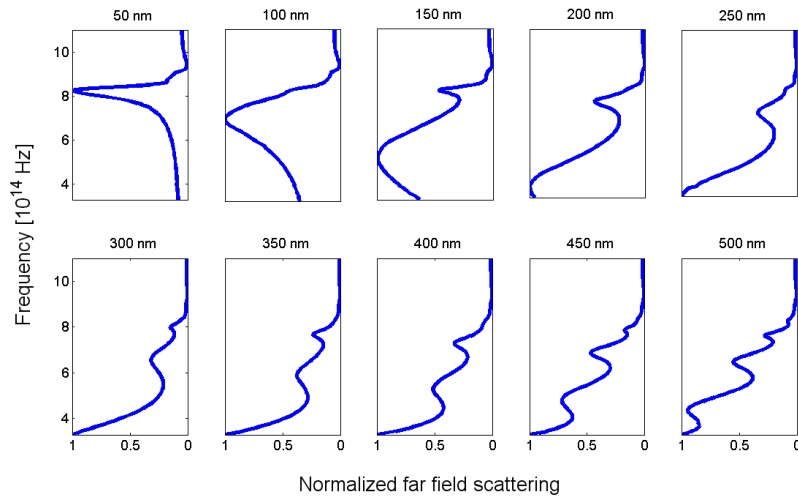 50 nm 100 nm 150 nm 200 nm 250 nm
10
8
6
4
Frequency [10^14 Hz]
300 nm 350 nm 400 nm 450 nm 500 nm
10
8
6
4
1 0.5 0 1 0.5 0 1 0.5 0 1 0.5 0 1 0.5 0
Normalized far field scattering